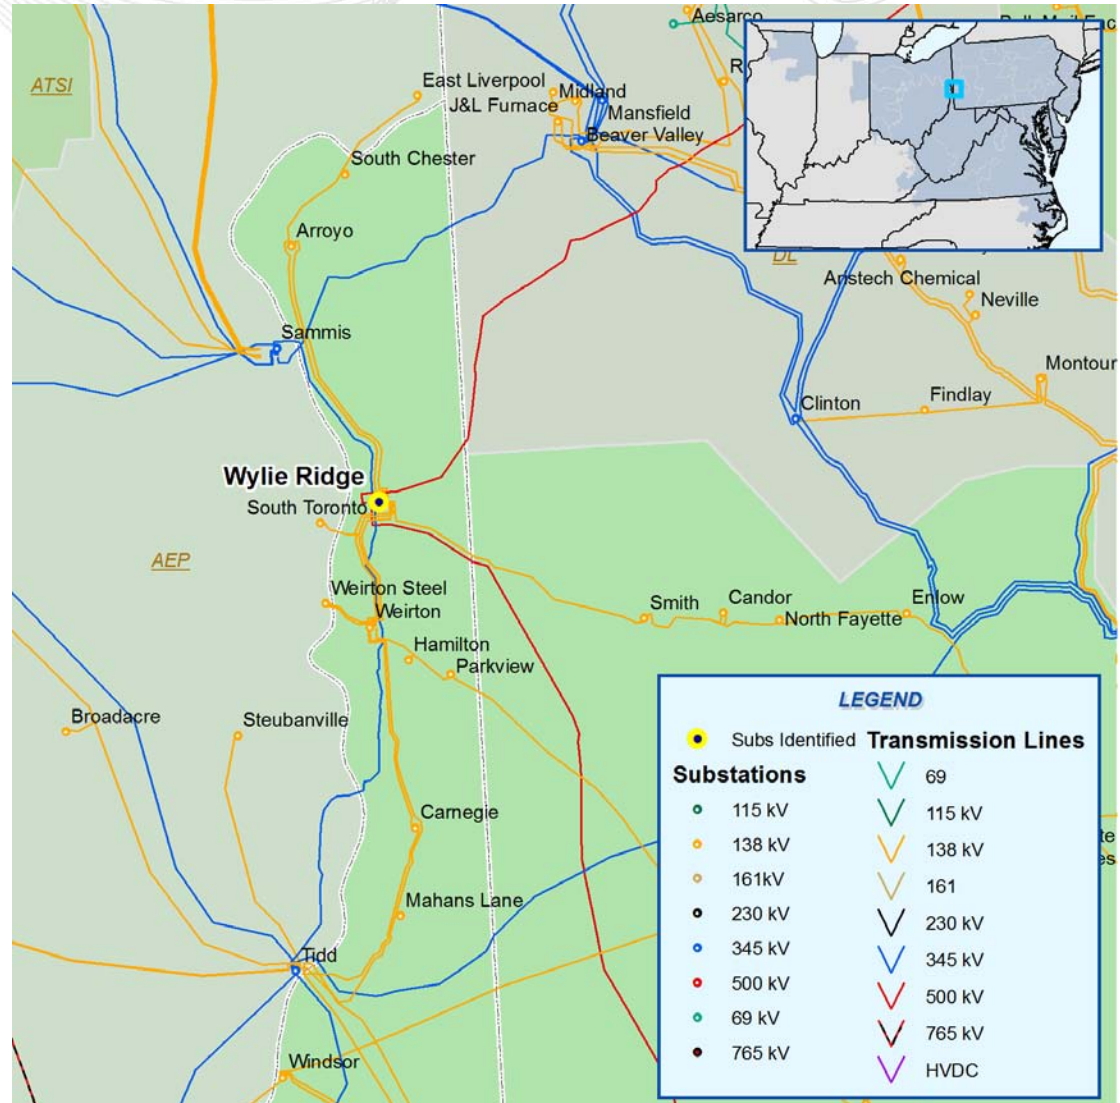 Aesarco
ATSI
East Liverpool
Midland
J&L Furnace
Mansfield
Beaver Valley
South Chester
Arroyo
DL
Anstech Chemical
Neville
Sammis
Montour
Clinton
Findlay
Wylie Ridge
South Toronto
AEP
Weirton Steel
Weirton
Smith
Candor
North Fayette
Enlow
Hamilton
Parkview
Broadacre
Steubanville
Carnegie
Mahans Lane
Tidd
Windsor
LEGEND
Subs Identified Transmission Lines
Substations
69
115 kV
115 kV
138 kV
138 kV
161kV
161
230 kV
230 kV
345 kV
345 kV
500 kV
500 kV
69 kV
765 kV
765 kV
HVDC